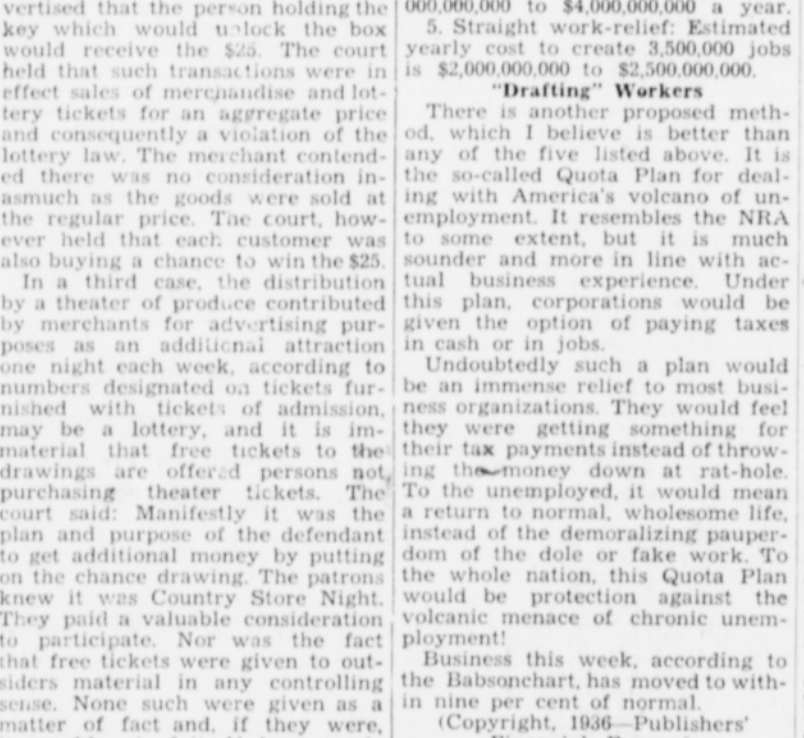 vertised that the person holding the
key which would unlock the box
would receive the $25. The court
held that such transactions were in
effect sales of merchandise and lot-
tery tickets for an aggregate price
and consequently a violation of the
lottery law. The merchant contend-
ed there was no consideration in-
asmuch as the goods were sold at
the regular price. The court, how-
ever held that each customer was
also buying a chance to win the $25.
In a third case, the distribution
by a theater of produce contributed
by merchants for advertising pur-
poses as an additional attraction
one night each week, according to
numbers designated on tickets fur-
nished with tickets of admission,
may be a lottery, and it is im-
material that free tickets to the
drawings are offered persons not
purchasing theater tickets. The
court said: Manifestly it was the
plan and purpose of the defendant
to get additional money by putting
on the chance drawing. The patrons
knew it was Country Store Night.
They paid a valuable consideration
to participate. Nor was the fact
that free tickets were given to out-
siders material in any controlling
sense. None such were given as a
matter of fact and, if they were,
000,000,000 to $4,000,000,000 a year.
5. Straight work-relief: Estimated
yearly cost to create 3,500,000 jobs
is $2,000,000,000 to $2,500,000,000.
"Drafting" Workers
There is another proposed meth-
od, which I believe is better than
any of the five listed above. It is
the so-called Quota Plan for deal-
ing with America's volcano of un-
employment. It resembles the NRA
to some extent, but it is much
sounder and more in line with ac-
tual business experience. Under
this plan, corporations would be
given the option of paying taxes
in cash or in jobs.
Undoubtedly such a plan would
be an immense relief to most busi-
ness organizations. They would feel
they were getting something for
their tax payments instead of throw-
ing the money down at rat-hole.
To the unemployed, it would mean
a return to normal, wholesome life,
instead of the demoralizing pauper-
dom of the dole or fake work. To
the whole nation, this Quota Plan
would be protection against the
volcanic menace of chronic unem-
ployment!
Business this week, according to
the Babsonchart, has moved to with-
in nine per cent of normal.
(Copyright, 1936—Publishers'